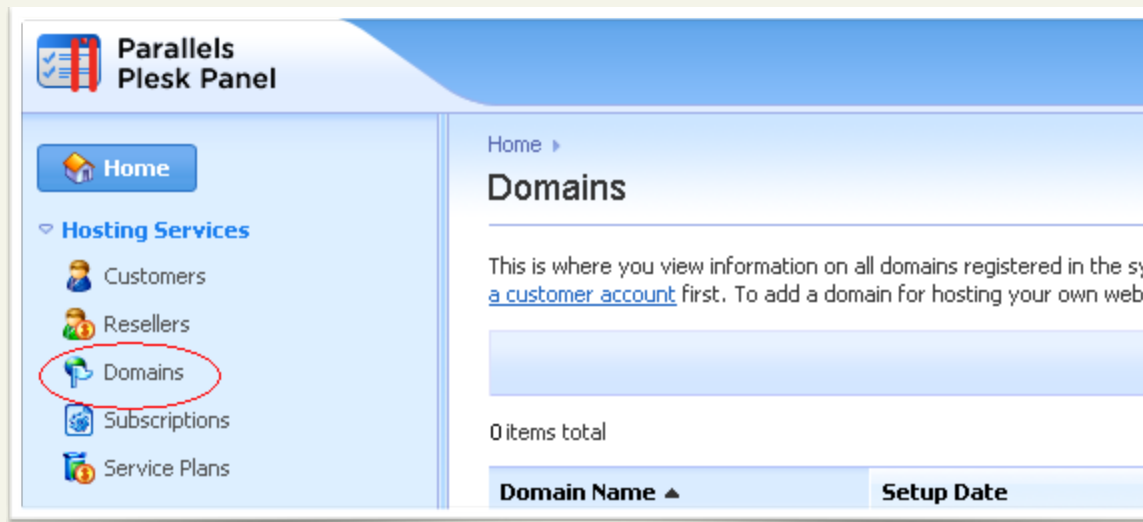 Parallels
Plesk Panel
Home
Hosting Services
Customers
Resellers
Domains
Subscriptions
Service Plans
Home
Domains
This is where you view information on all domains registered in the
a customer account first. To add a domain for hosting your own web
0 items total
Domain Name
Setup Date